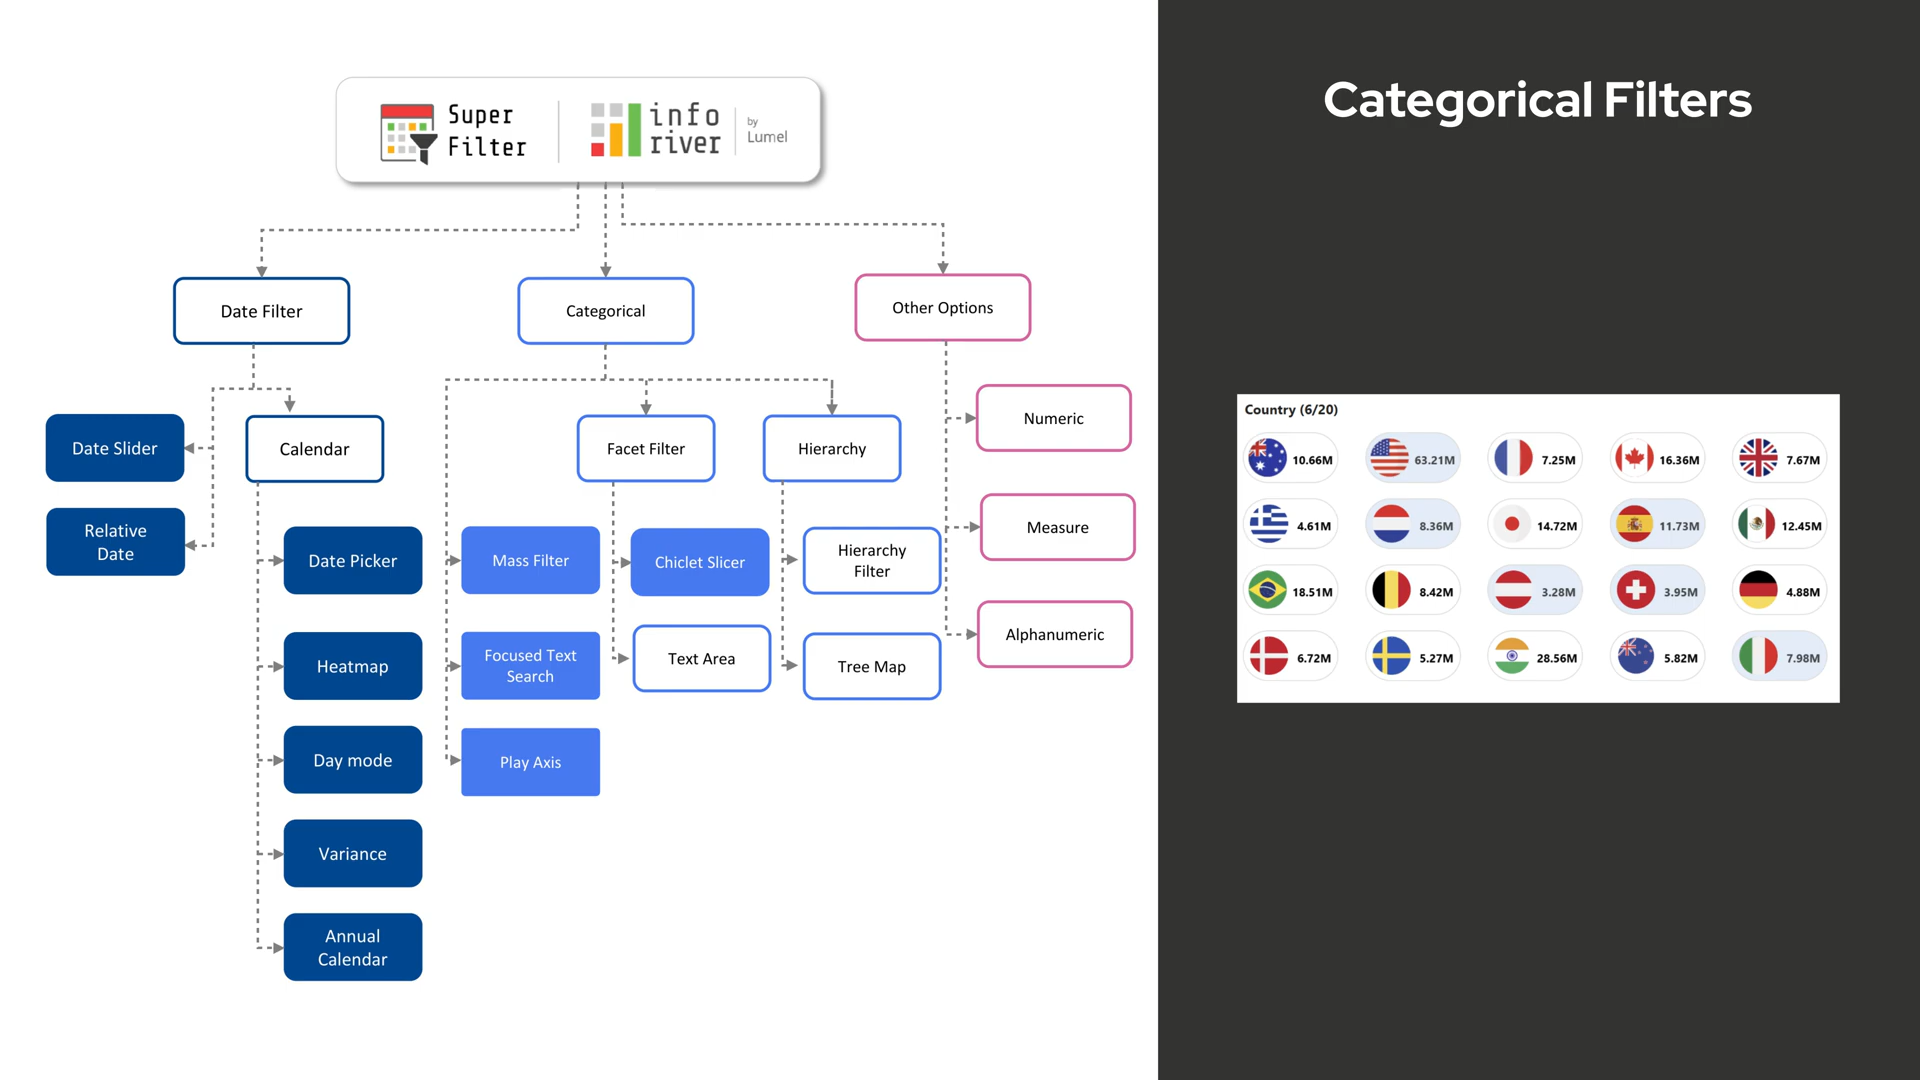 Super
Filter
info
river
by
Lumel
Date Filter
Categorical
Other Options
Date Slider
Calendar
Facet Filter
Hierarchy
Numeric
Relative
Date
Date Picker
Mass Filter
Chiclet Slicer
Hierarchy
Filter
Measure
Heatmap
Focused Text
Search
Text Area
Tree Map
Alphanumeric
Day mode
Play Axis
Variance
Annual
Calendar
Categorical Filters
Country (6/20)
10.66M 63.21M 7.25M 16.36M 7.67M
4.61M 8.36M 14.72M 11.73M 12.45M
18.51M 8.42M 3.28M 3.95M 4.88M
6.72M 5.27M 28.56M 5.82M 7.98M